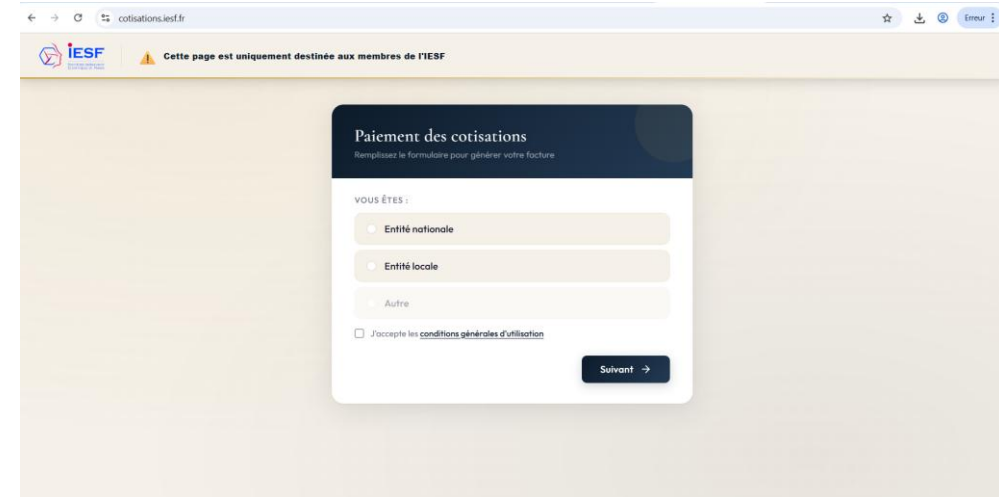 cotisations.iesf.fr
Erreur
IESF
Cette page est uniquement destinée aux membres de l'IESF
Paiement des cotisations
Remplissez le formulaire pour générer votre facture
VOUS ÊTES :
Entité nationale
Entité locale
Autre
J'accepte les conditions générales d'utilisation
Suivant →